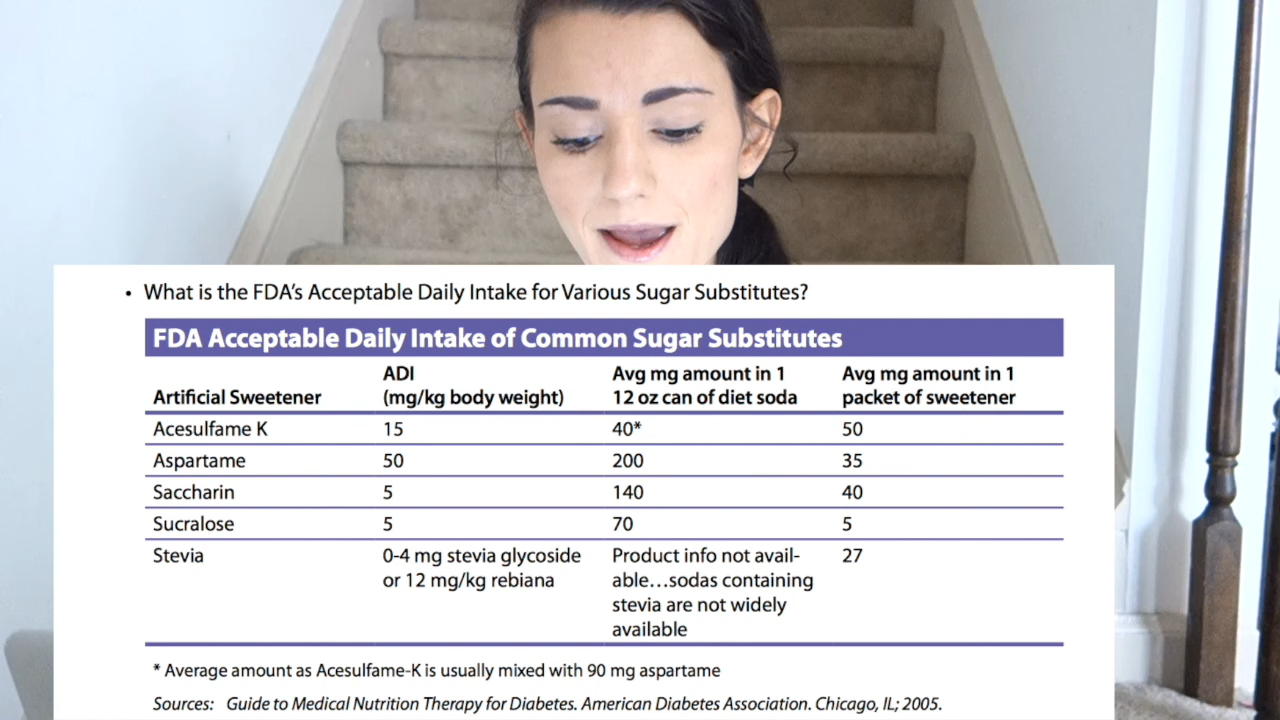 • What is the FDA's Acceptable Daily Intake for Various Sugar Substitutes?
FDA Acceptable Daily Intake of Common Sugar Substitutes
Artificial Sweetener ADI (mg/kg body weight) Avg mg amount in 1 12 oz can of diet soda Avg mg amount in 1 packet of sweetener
Acesulfame K 15 40* 50
Aspartame 50 200 35
Saccharin 5 140 40
Sucralose 5 70 5
Stevia 0-4 mg stevia glycoside 27
or 12 mg/kg rebiana
Product info not avail-
able…sodas containing
stevia are not widely
available
* Average amount as Acesulfame-K is usually mixed with 90 mg aspartame
Sources: Guide to Medical Nutrition Therapy for Diabetes. American Diabetes Association. Chicago, IL; 2005.